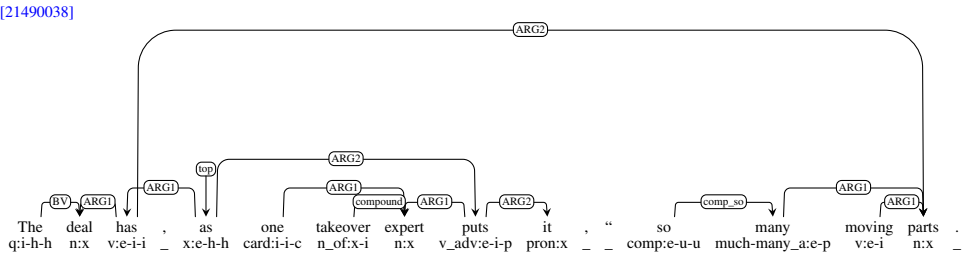 [21490038]
ARG2
top
ARG2
BV ARG1 ARG1 ARG1 compound ARG1 ARG2 comp_so ARG1 ARG1
The deal has , as one takeover expert puts it , “ so many moving parts .
q:i-h-h n:x v:e-i-i _ x:e-h-h card:i-i-c n_of:x-i n:x v_adv:e-i-p pron:x _ _ comp:e-u-u much-many_a:e-p v:e-i n:x _